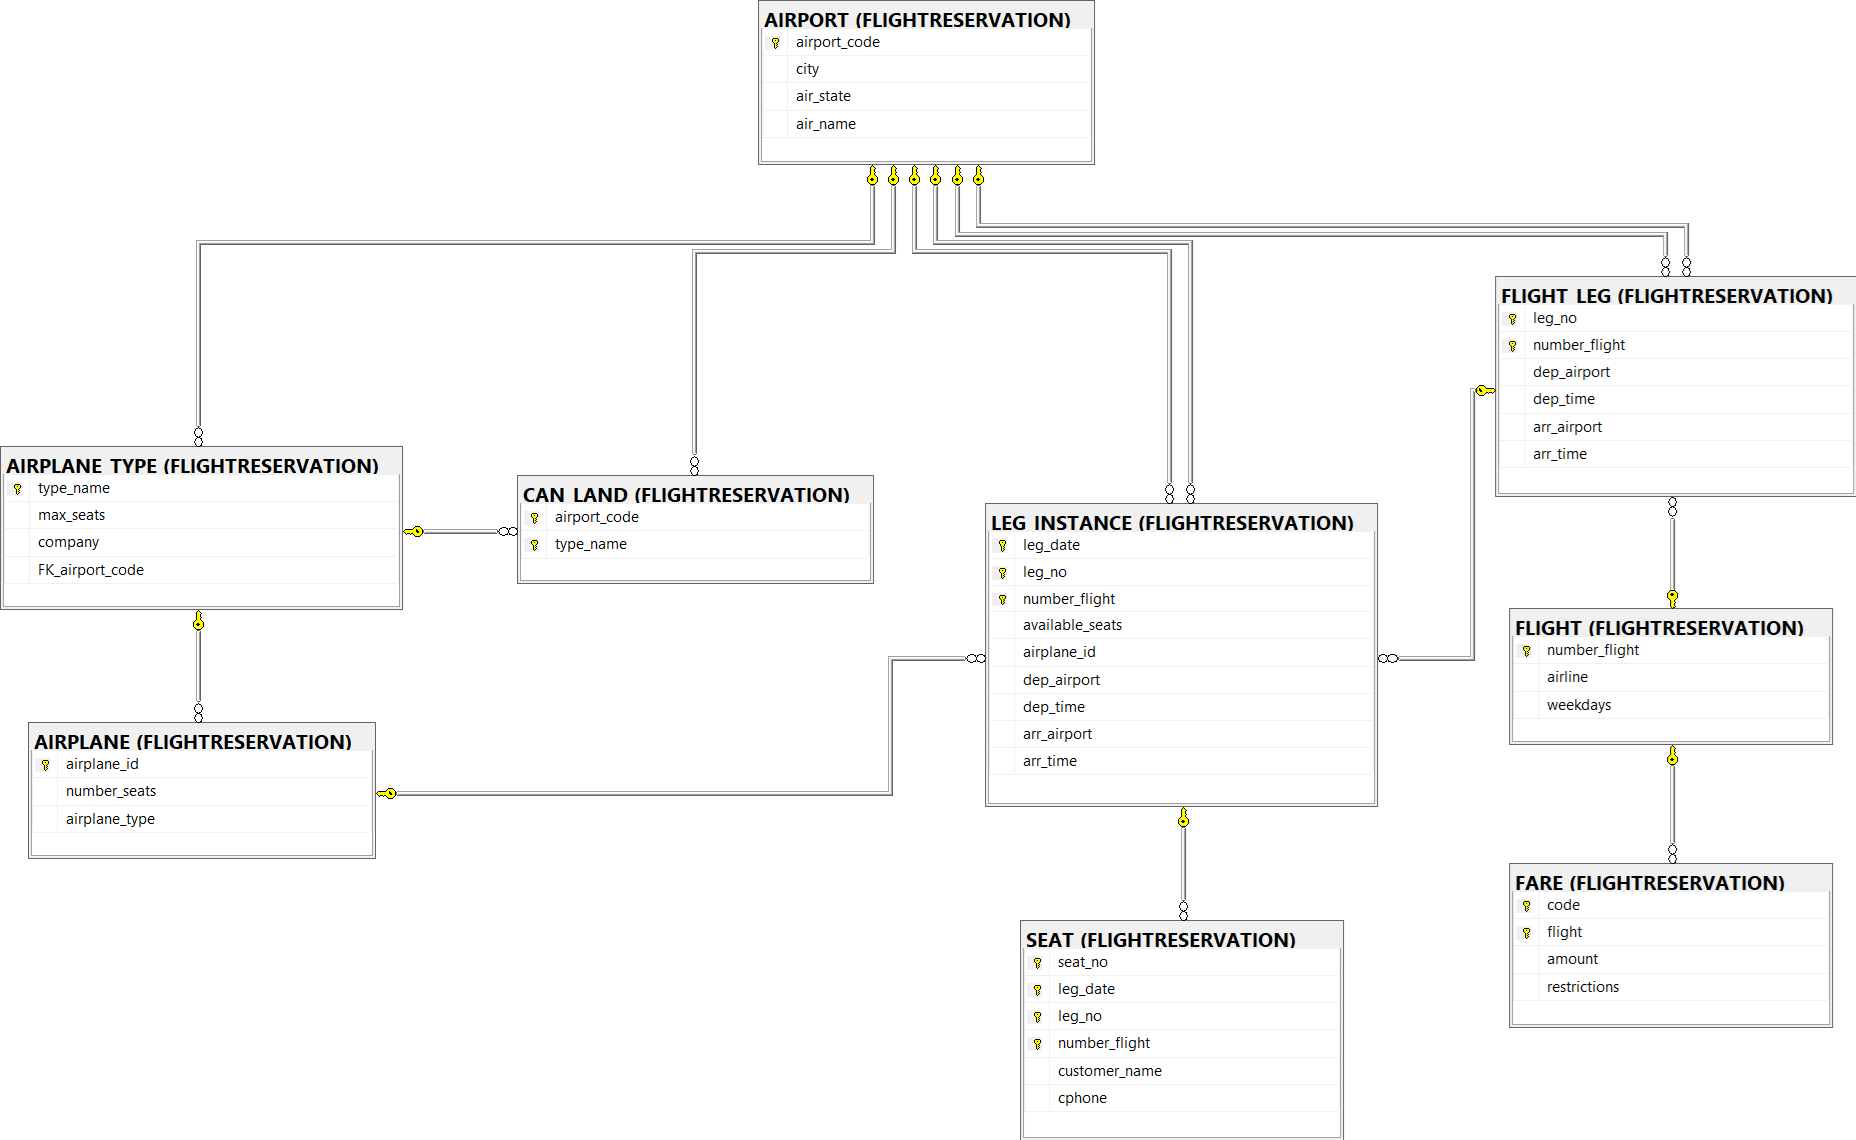 AIRPORT (FLIGHTRESERVATION)
airport_code
city
air_state
air_name
FLIGHT_LEG (FLIGHTRESERVATION)
leg_no
number_flight
dep_airport
dep_time
arr_airport
arr_time
AIRPLANE_TYPE (FLIGHTRESERVATION)
type_name
max_seats
company
FK_airport_code
CAN_LAND (FLIGHTRESERVATION)
airport_code
type_name
LEG_INSTANCE (FLIGHTRESERVATION)
leg_date
leg_no
number_flight
available_seats
airplane_id
dep_airport
dep_time
arr_airport
arr_time
FLIGHT (FLIGHTRESERVATION)
number_flight
airline
weekdays
AIRPLANE (FLIGHTRESERVATION)
airplane_id
number_seats
airplane_type
FARE (FLIGHTRESERVATION)
code
flight
amount
restrictions
SEAT (FLIGHTRESERVATION)
seat_no
leg_date
leg_no
number_flight
customer_name
cphone